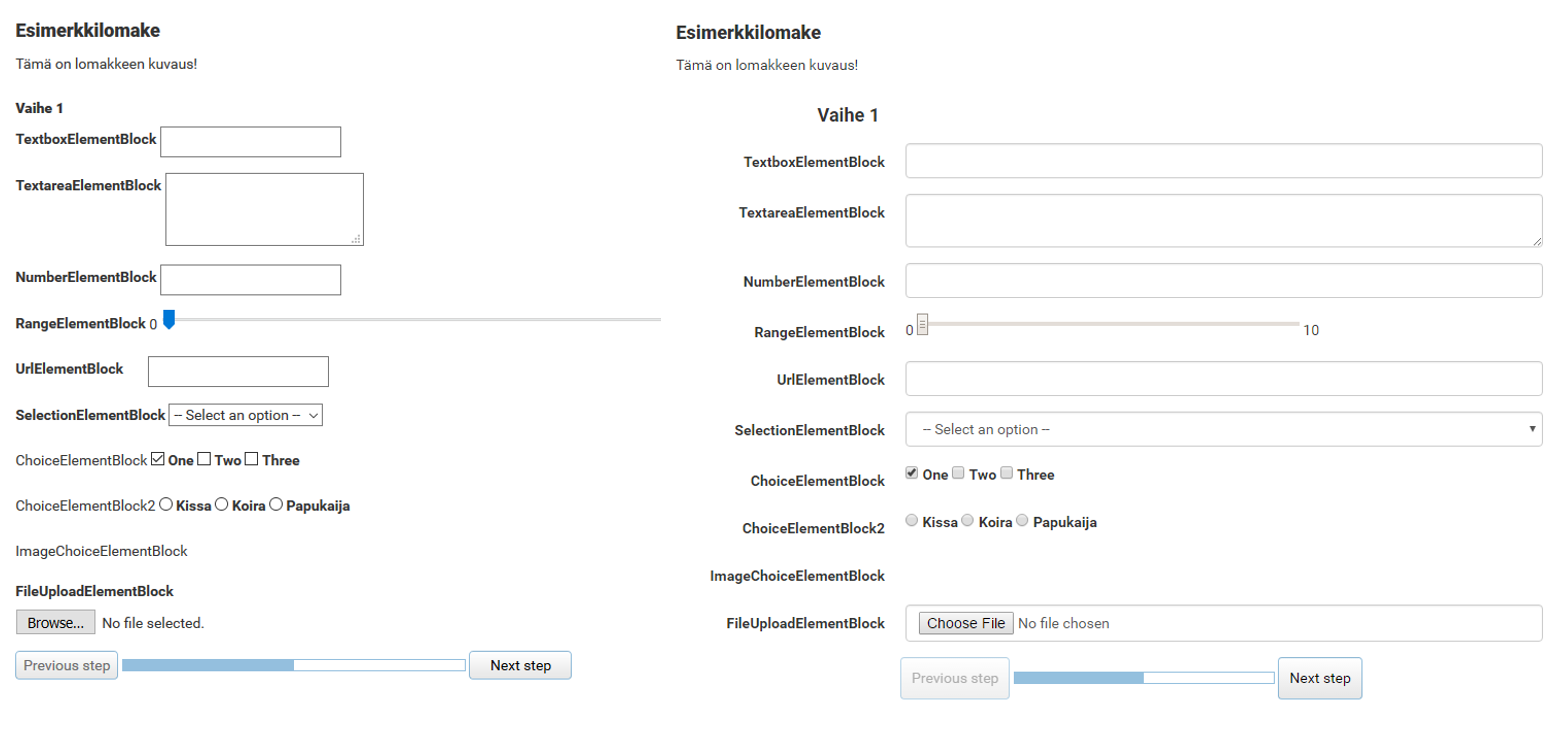 Esimerkkilomake
Tämä on lomakkeen kuvaus!
Vaihe 1
TextboxElementBlock
TextareaElementBlock
NumberElementBlock
RangeElementBlock 0
UrlElementBlock
SelectionElementBlock -- Select an option --
ChoiceElementBlock One Two Three
ChoiceElementBlock2 Kissa Koira Papukaija
ImageChoiceElementBlock
FileUploadElementBlock
Browse... No file selected.
Previous step Next step
Esimerkkilomake
Tämä on lomakkeen kuvaus!
Vaihe 1
TextboxElementBlock
TextareaElementBlock
NumberElementBlock
RangeElementBlock 0 10
UrlElementBlock
SelectionElementBlock -- Select an option --
ChoiceElementBlock One Two Three
ChoiceElementBlock2 Kissa Koira Papukaija
ImageChoiceElementBlock
FileUploadElementBlock Choose File No file chosen
Previous step Next step